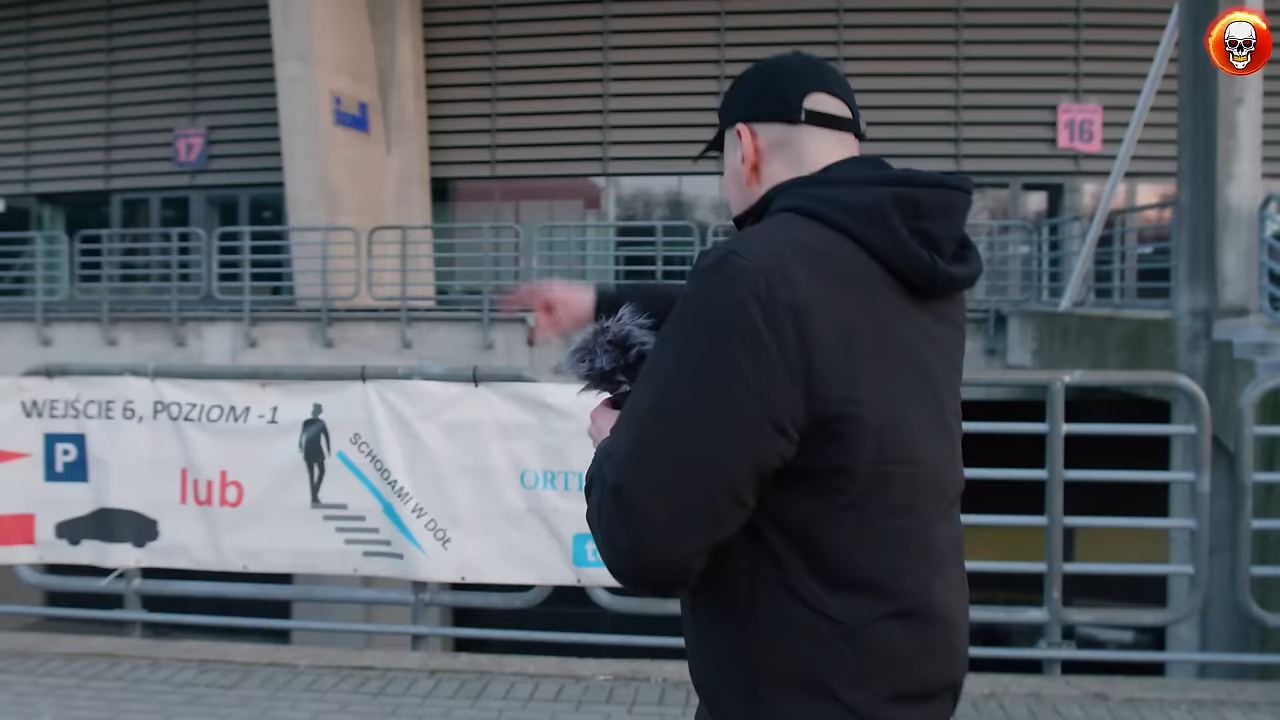 17
16
WEJŚCIE 6, POZIOM -1
P
lub
SCHODAMI W DÓŁ
ORT
t